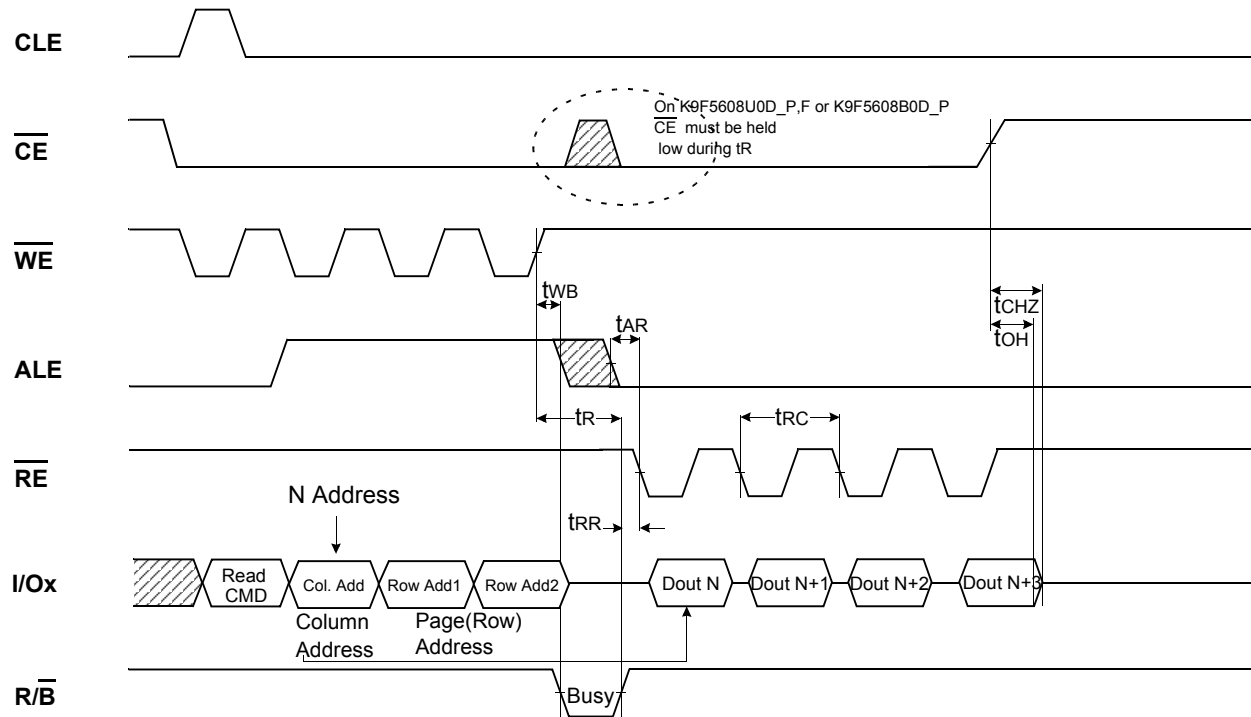 CLE
On K9F5608U0D_P,F or K9F5608B0D_P
CE must be held
low during tR
CE
WE
tWB
tCHZ
tAR
tOH
ALE
tR
tRC
RE
N Address
tRR
I/Ox
Read
CMD
Col. Add
Row Add1
Row Add2
Dout N
Dout N+1
Dout N+2
Dout N+3
Column
Address
Page(Row)
Address
R/B
Busy